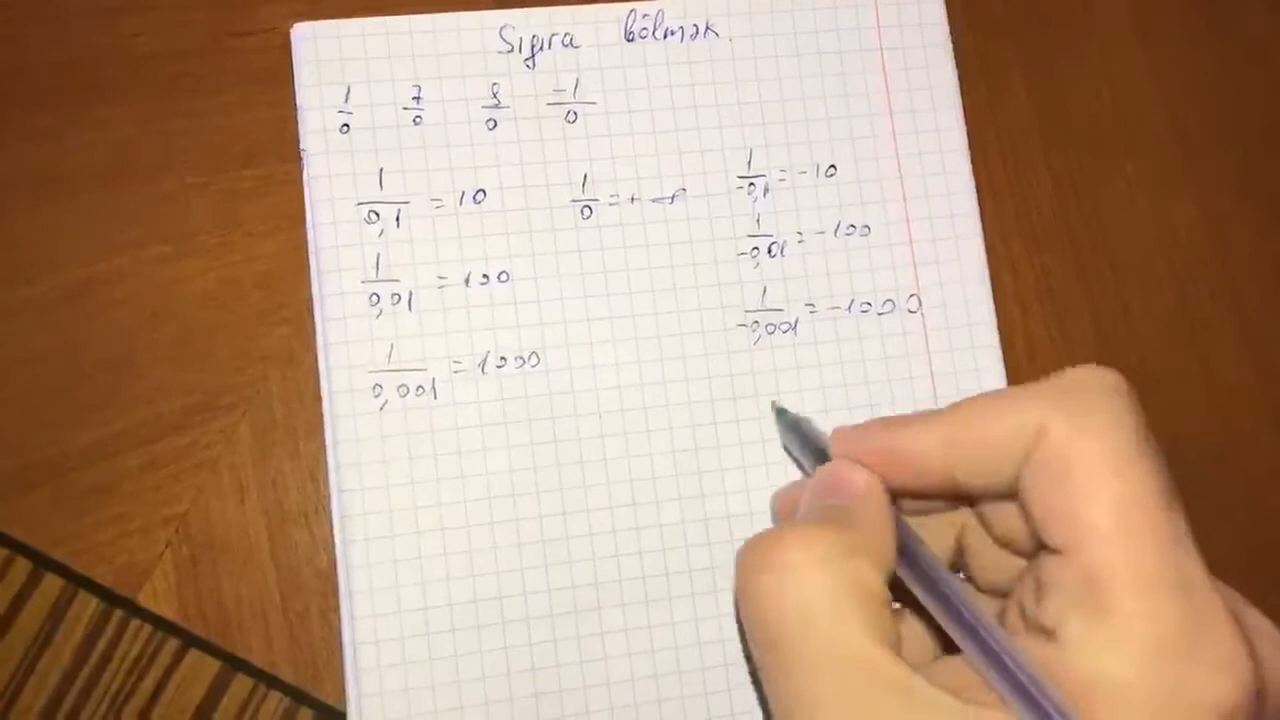 Sıfıra bölmək.
1/0 7/0 8/0 -1/0
1/0,1 = 10 1/0 = +∞ 1/-0,1 = -10
1/0,01 = 100 1/-0,01 = -100
1/0,001 = 1000 1/-0,001 = -1000